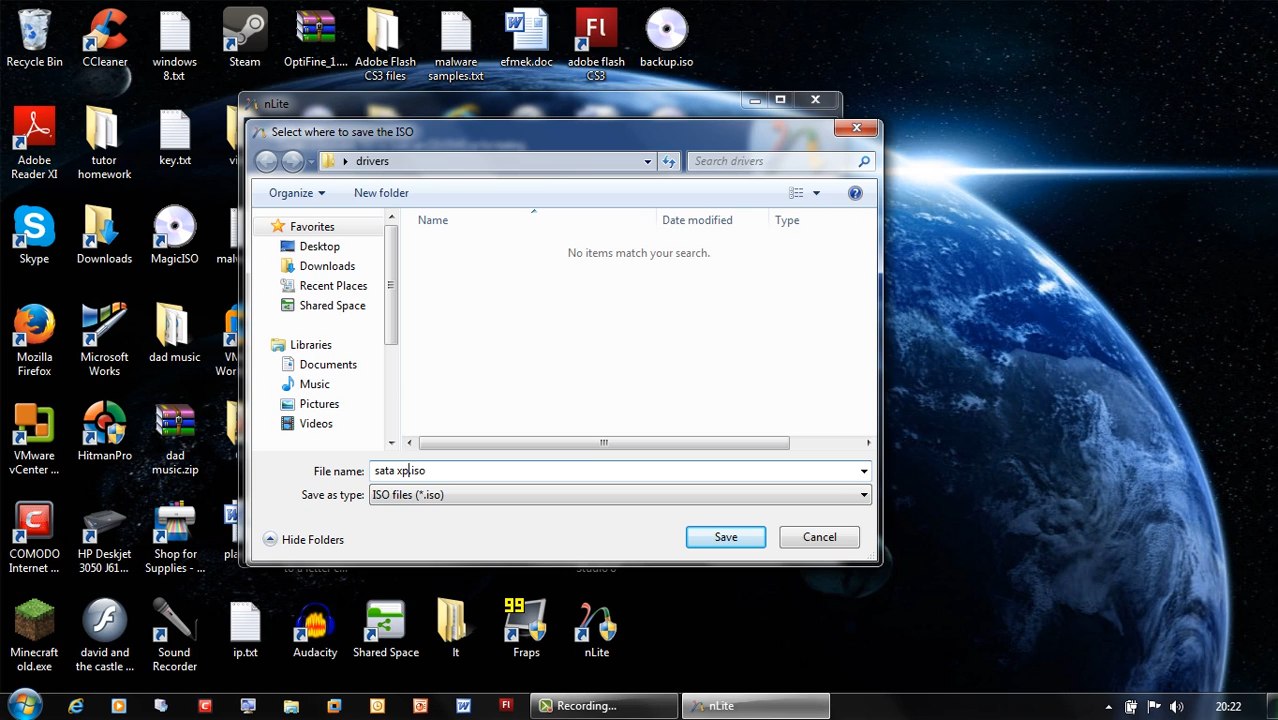 Recycle Bin
CCleaner
windows
8.txt
Steam
OptiFine_1....
Adobe Flash
CS3 files
malware
samples.txt
efmek.doc
adobe flash
CS3
backup.iso
nLite
Select where to save the ISO
drivers
Search drivers
Organize
New folder
Name
Date modified
Type
No items match your search.
Favorites
Desktop
Downloads
Recent Places
Shared Space
Libraries
Documents
Music
Pictures
Videos
File name:
sata xp.iso
Save as type:
ISO files (*.iso)
Hide Folders
Save
Cancel
Adobe
Reader XI
tutor
homework
key.txt
Skype
Downloads
MagicISO
Mozilla
Firefox
Microsoft
Works
dad music
VMware
vCenter ...
HitmanPro
dad
music.zip
COMODO
Internet ...
HP Deskjet
3050 J61...
Shop for
Supplies - ...
Minecraft
old.exe
david and
the castle ...
Sound
Recorder
ip.txt
Audacity
Shared Space
lt
99
Fraps
nLite
Recording...
nLite
20:22